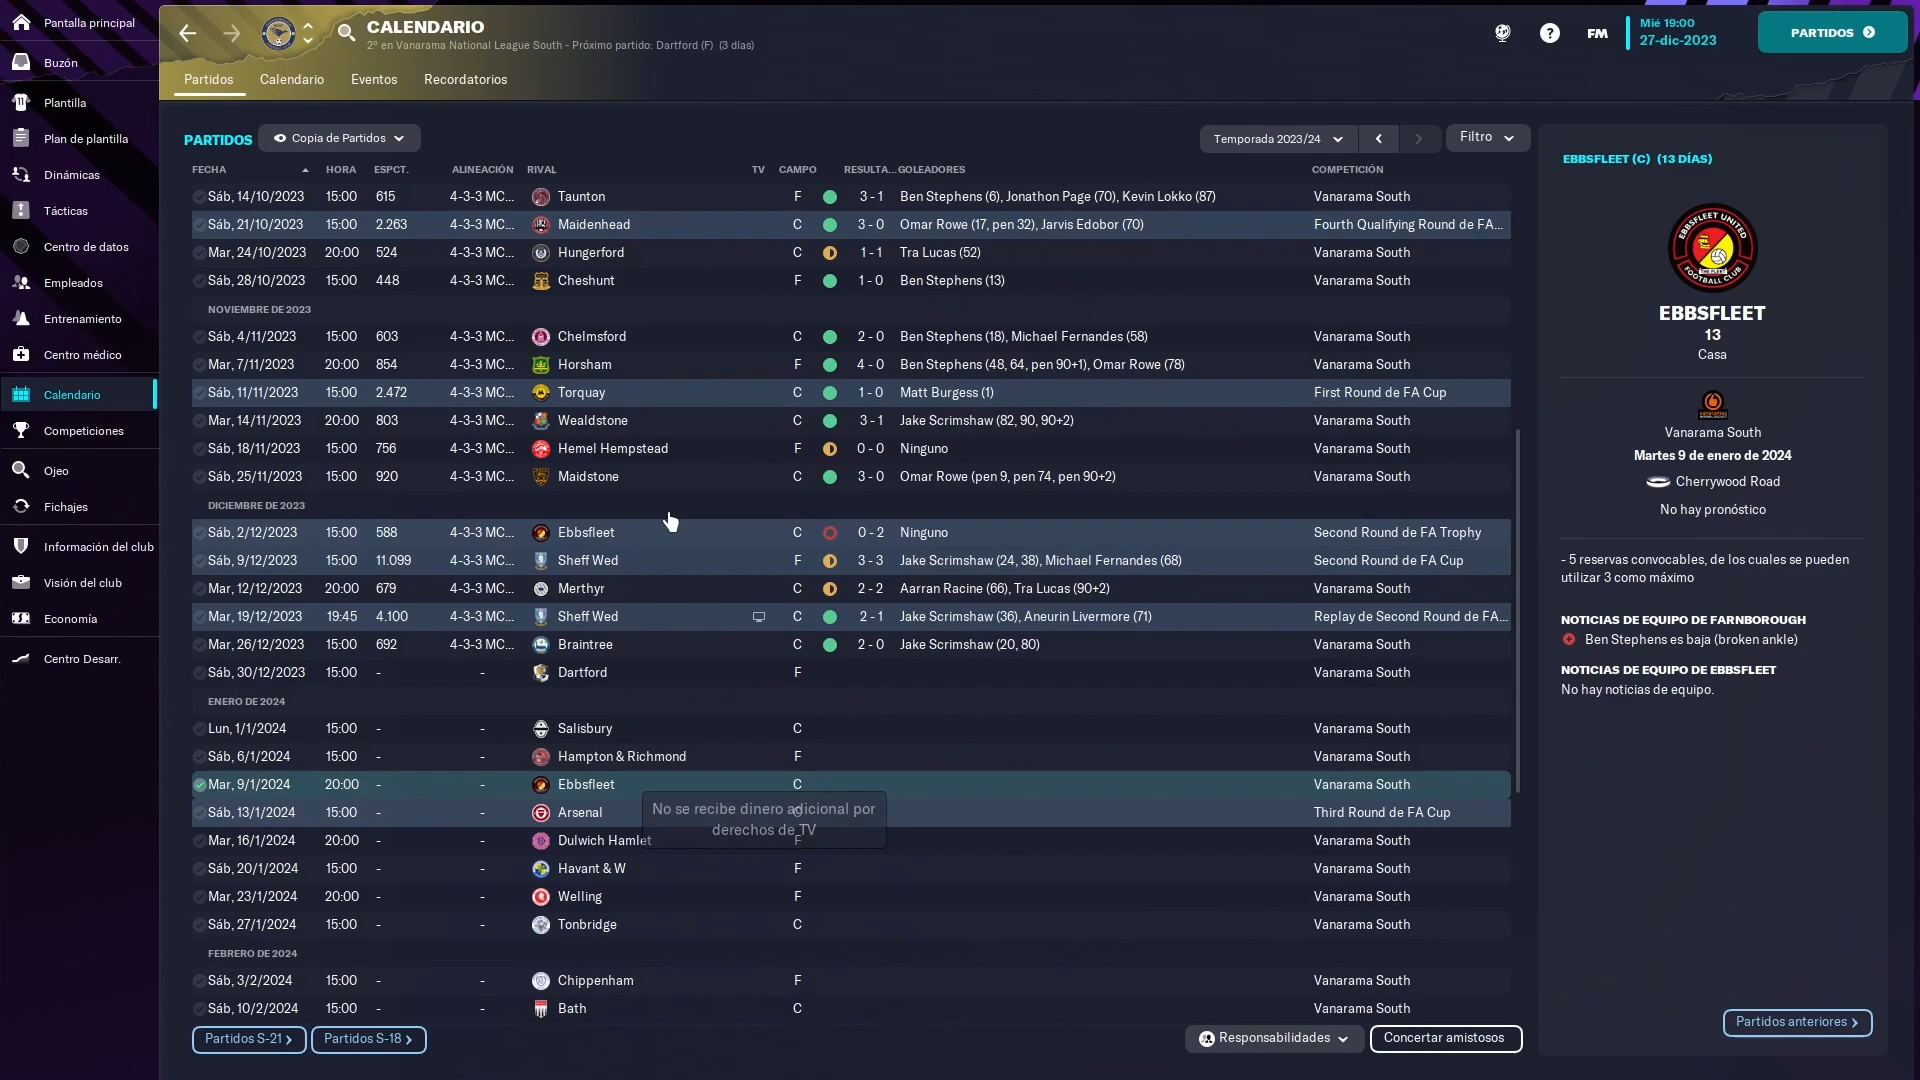 Pantalla principal
Buzón
Plantilla
Plan de plantilla
Dinámicas
Tácticas
Centro de datos
Empleados
Entrenamiento
Centro médico
Calendario
Competiciones
Ojeo
Fichajes
Información del club
Visión del club
Economía
Centro Desarr.
CALENDARIO
2º en Vanarama National League South - Próximo partido: Dartford (F) (3 días)
FM
Mié 19:00
27-dic-2023
PARTIDOS
Partidos Calendario Eventos Recordatorios
PARTIDOS Copia de Partidos Temporada 2023/24 Filtro
FECHA HORA ESPCT. ALINEACIÓN RIVAL TV CAMPO RESULTA... GOLEADORES COMPETICIÓN
Sáb, 14/10/2023 15:00 615 4-3-3 MC... Taunton F 3 - 1 Ben Stephens (6), Jonathon Page (70), Kevin Lokko (87) Vanarama South
Sáb, 21/10/2023 15:00 2.263 4-3-3 MC... Maidenhead C 3 - 0 Omar Rowe (17, pen 32), Jarvis Edobor (70) Fourth Qualifying Round de FA...
Mar, 24/10/2023 20:00 524 4-3-3 MC... Hungerford C 1 - 1 Tra Lucas (52) Vanarama South
Sáb, 28/10/2023 15:00 448 4-3-3 MC... Cheshunt F 1 - 0 Ben Stephens (13) Vanarama South
NOVIEMBRE DE 2023
Sáb, 4/11/2023 15:00 603 4-3-3 MC... Chelmsford C 2 - 0 Ben Stephens (18), Michael Fernandes (58) Vanarama South
Mar, 7/11/2023 20:00 854 4-3-3 MC... Horsham F 4 - 0 Ben Stephens (48, 64, pen 90+1), Omar Rowe (78) Vanarama South
Sáb, 11/11/2023 15:00 2.472 4-3-3 MC... Torquay C 1 - 0 Matt Burgess (1) First Round de FA Cup
Mar, 14/11/2023 20:00 803 4-3-3 MC... Wealdstone C 3 - 1 Jake Scrimshaw (82, 90, 90+2) Vanarama South
Sáb, 18/11/2023 15:00 756 4-3-3 MC... Hemel Hempstead F 0 - 0 Ninguno Vanarama South
Sáb, 25/11/2023 15:00 920 4-3-3 MC... Maidstone C 3 - 0 Omar Rowe (pen 9, pen 74, pen 90+2) Vanarama South
DICIEMBRE DE 2023
Sáb, 2/12/2023 15:00 588 4-3-3 MC... Ebbsfleet C 0 - 2 Ninguno Second Round de FA Trophy
Sáb, 9/12/2023 15:00 11.099 4-3-3 MC... Sheff Wed F 3 - 3 Jake Scrimshaw (24, 38), Michael Fernandes (68) Second Round de FA Cup
Mar, 12/12/2023 20:00 679 4-3-3 MC... Merthyr C 2 - 2 Aarran Racine (66), Tra Lucas (90+2) Vanarama South
Mar, 19/12/2023 19:45 4.100 4-3-3 MC... Sheff Wed C 2 - 1 Jake Scrimshaw (36), Aneurin Livermore (71) Replay de Second Round de FA...
Mar, 26/12/2023 15:00 692 4-3-3 MC... Braintree C 2 - 0 Jake Scrimshaw (20, 80) Vanarama South
Sáb, 30/12/2023 15:00 - - Dartford F Vanarama South
ENERO DE 2024
Lun, 1/1/2024 15:00 - - Salisbury C Vanarama South
Sáb, 6/1/2024 15:00 - - Hampton & Richmond F Vanarama South
Mar, 9/1/2024 20:00 - - Ebbsfleet C Vanarama South
Sáb, 13/1/2024 15:00 - - Arsenal Third Round de FA Cup
No se recibe dinero adicional por
derechos de TV
Mar, 16/1/2024 20:00 - - Dulwich Hamlet F Vanarama South
Sáb, 20/1/2024 15:00 - - Havant & W F Vanarama South
Mar, 23/1/2024 20:00 - - Welling F Vanarama South
Sáb, 27/1/2024 15:00 - - Tonbridge C Vanarama South
FEBRERO DE 2024
Sáb, 3/2/2024 15:00 - - Chippenham F Vanarama South
Sáb, 10/2/2024 15:00 - - Bath C Vanarama South
Partidos S-21 Partidos S-18 Responsabilidades Concertar amistosos
EBBSFLEET (C) (13 DÍAS)
EBBSFLEET UNITED
THE FLEET
FOOTBALL CLUB
EBBSFLEET
13
Casa
Vanarama South
Martes 9 de enero de 2024
Cherrywood Road
No hay pronóstico
- 5 reservas convocables, de los cuales se pueden
utilizar 3 como máximo
NOTICIAS DE EQUIPO DE FARNBOROUGH
Ben Stephens es baja (broken ankle)
NOTICIAS DE EQUIPO DE EBBSFLEET
No hay noticias de equipo.
Partidos anteriores